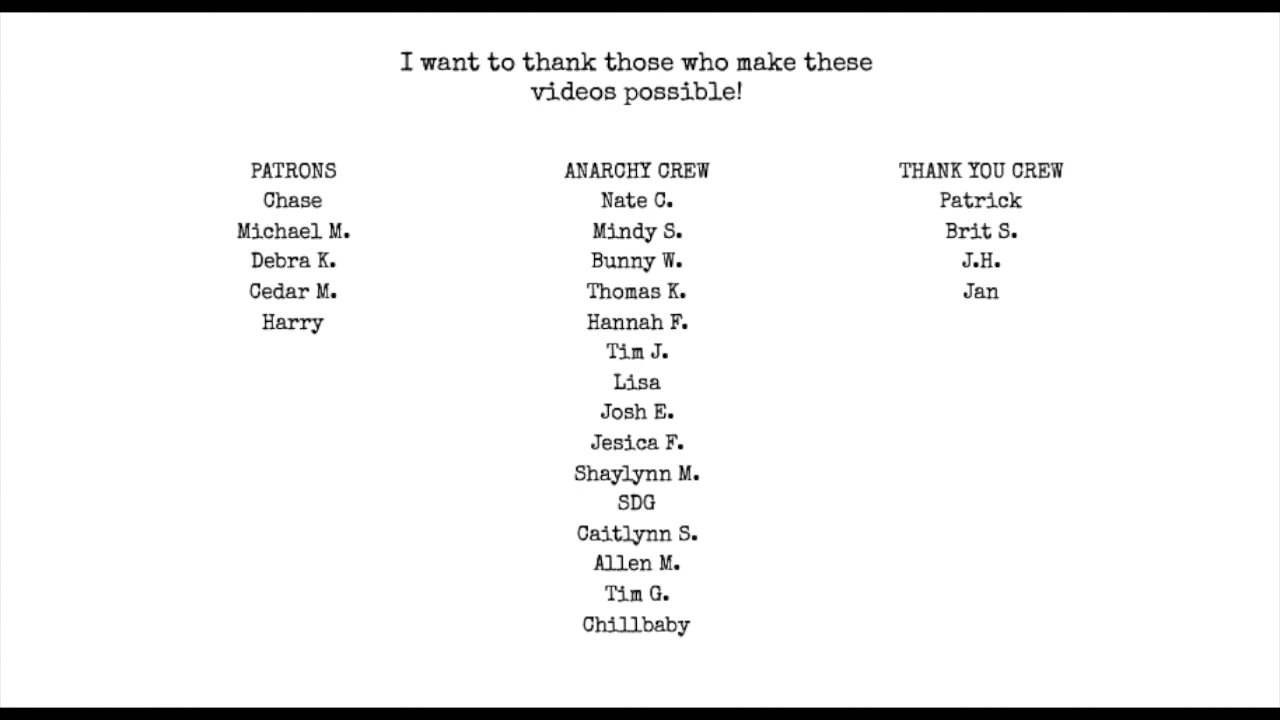 I want to thank those who make these
videos possible!
PATRONS
Chase
Michael M.
Debra K.
Cedar M.
Harry
ANARCHY CREW
Nate C.
Mindy S.
Bunny W.
Thomas K.
Hannah F.
Tim J.
Lisa
Josh E.
Jesica F.
Shaylynn M.
SDG
Caitlynn S.
Allen M.
Tim G.
Chillbaby
THANK YOU CREW
Patrick
Brit S.
J.H.
Jan